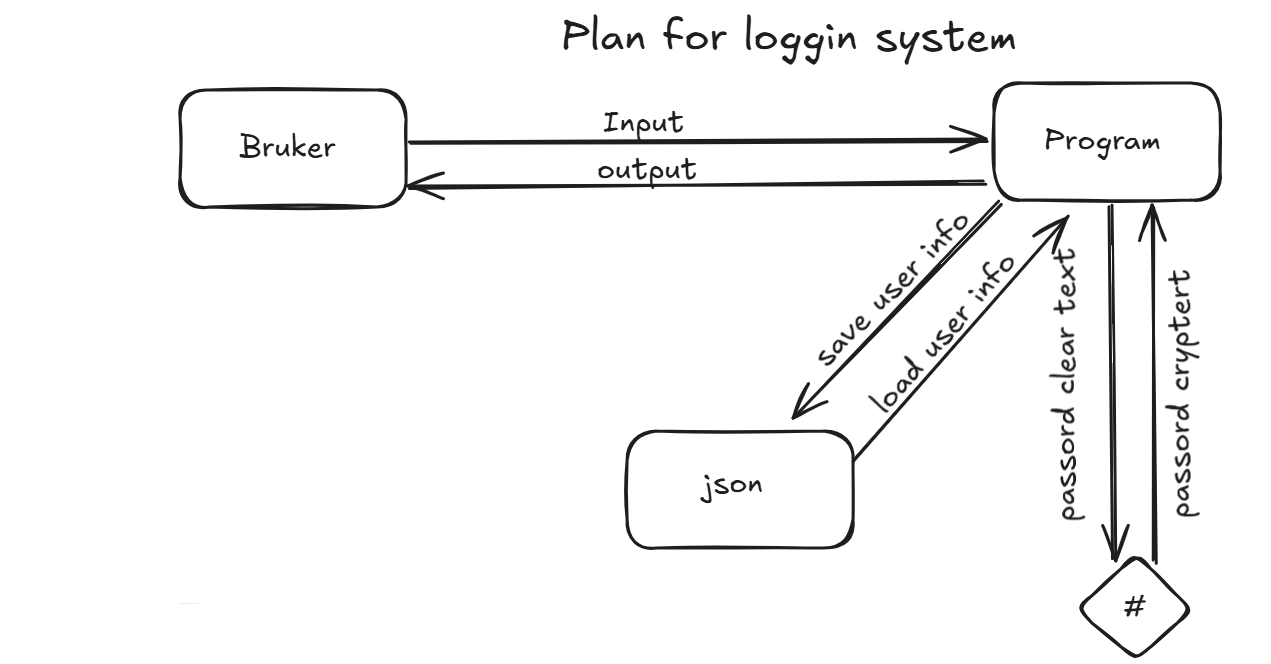 Plan for loggin system
Bruker
Input
output
Program
save user info
load user info
passord clear text
passord cryptert
json
#